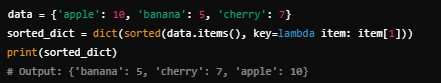 data = {'apple': 10, 'banana': 5, 'cherry': 7}
sorted_dict = dict(sorted(data.items(), key=lambda item: item[1]))
print(sorted_dict)
# Output: {'banana': 5, 'cherry': 7, 'apple': 10}